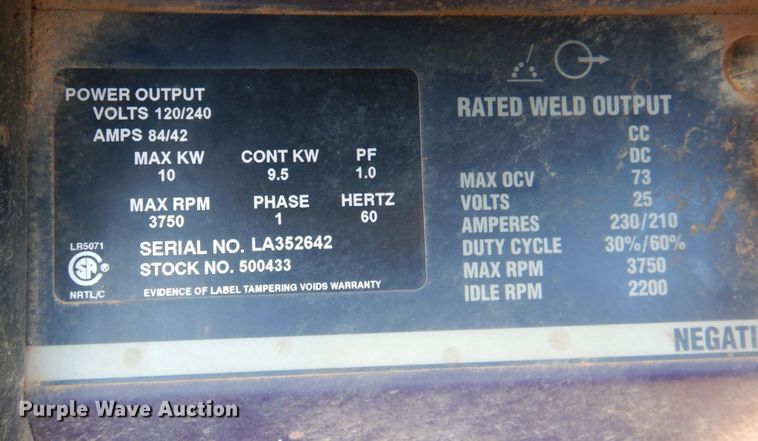 POWER OUTPUT
VOLTS 120/240
AMPS 84/42
MAX KW CONT KW PF
10 9.5 1.0
MAX RPM PHASE HERTZ
3750 1 60
LR5071
SERIAL NO. LA352642
STOCK NO. 500433
NRTL/C
EVIDENCE OF LABEL TAMPERING VOIDS WARRANTY
RATED WELD OUTPUT
CC
DC
MAX OCV 73
VOLTS 25
AMPERES 230/210
DUTY CYCLE 30%/60%
MAX RPM 3750
IDLE RPM 2200
NEGATI
Purple Wave Auction